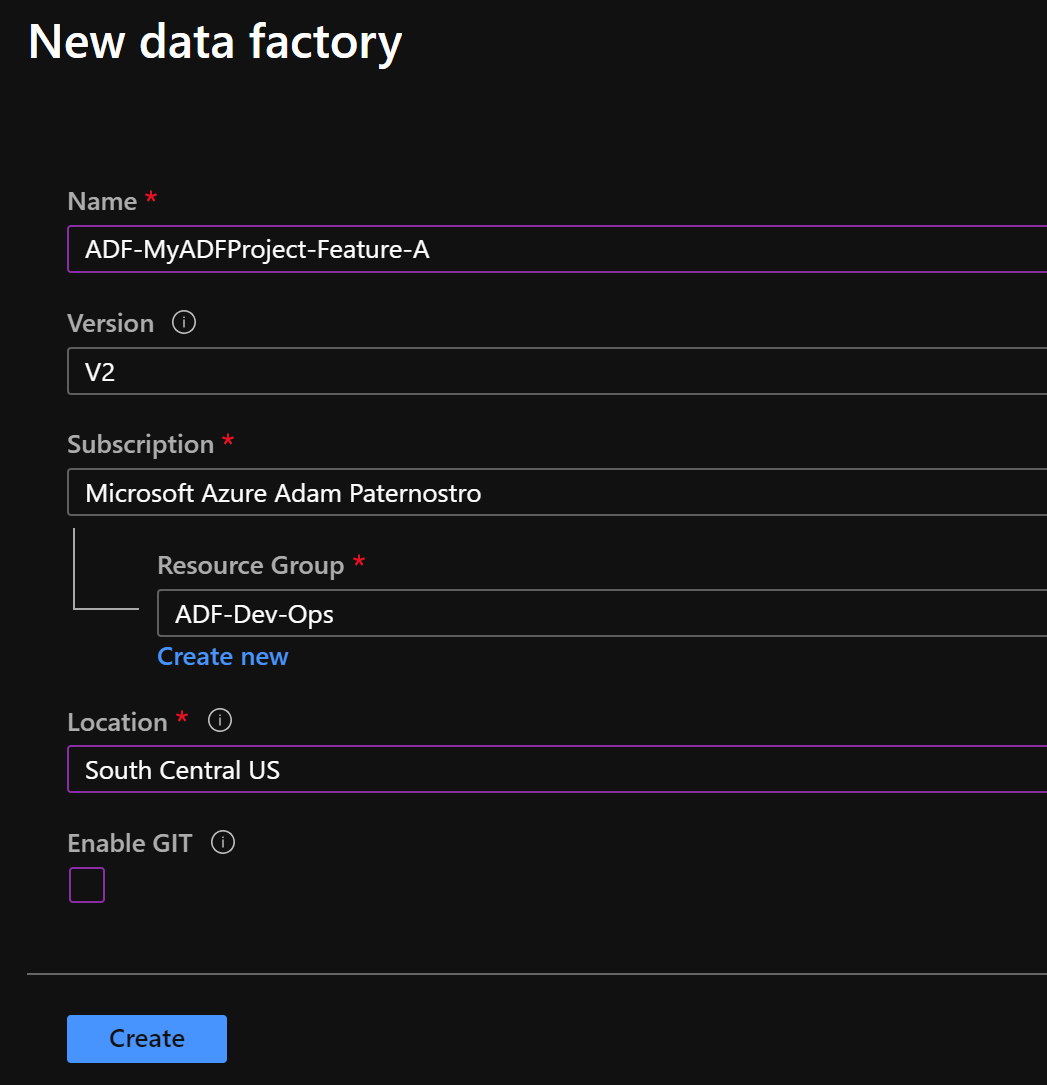 New data factory
Name *
ADF-MyADFProject-Feature-A
Version
V2
Subscription *
Microsoft Azure Adam Paternostro
Resource Group *
ADF-Dev-Ops
Create new
Location *
South Central US
Enable GIT
Create